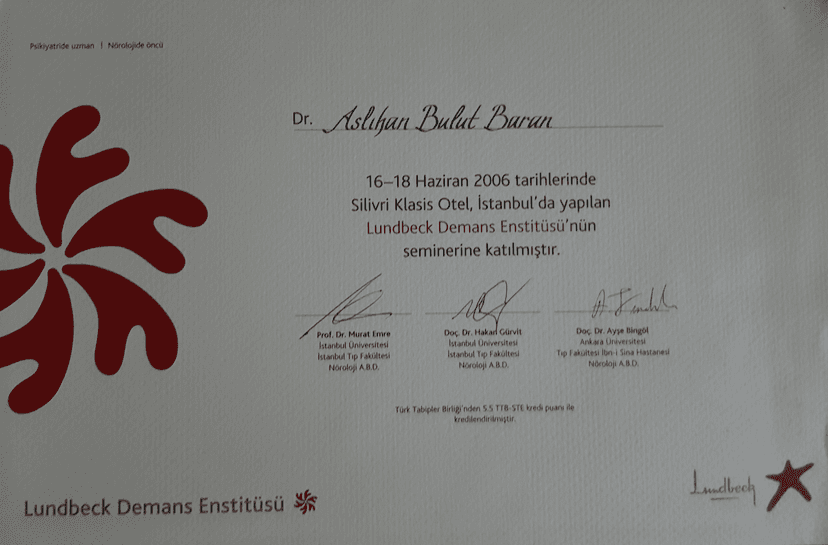 Psikiyatride uzman | Nörolojide öncü
Dr. Aslıhan Bulut Buran
16–18 Haziran 2006 tarihlerinde
Silivri Klasis Otel, İstanbul'da yapılan
Lundbeck Demans Enstitüsü'nün
seminerine katılmıştır.
Prof. Dr. Murat Emre
İstanbul Üniversitesi
İstanbul Tıp Fakültesi
Nöroloji A.B.D.
Doç. Dr. Hakan Gürvit
İstanbul Üniversitesi
İstanbul Tıp Fakültesi
Nöroloji A.B.D.
Doç. Dr. Ayşe Bingöl
Ankara Üniversitesi
Tıp Fakültesi İbn-i Sina Hastanesi
Nöroloji A.B.D.
Türk Tabipler Birliği'nden 5.5 TTB-STE kredi puanı ile
kredilendirilmiştir.
Lundbeck Demans Enstitüsü
Lundbeck